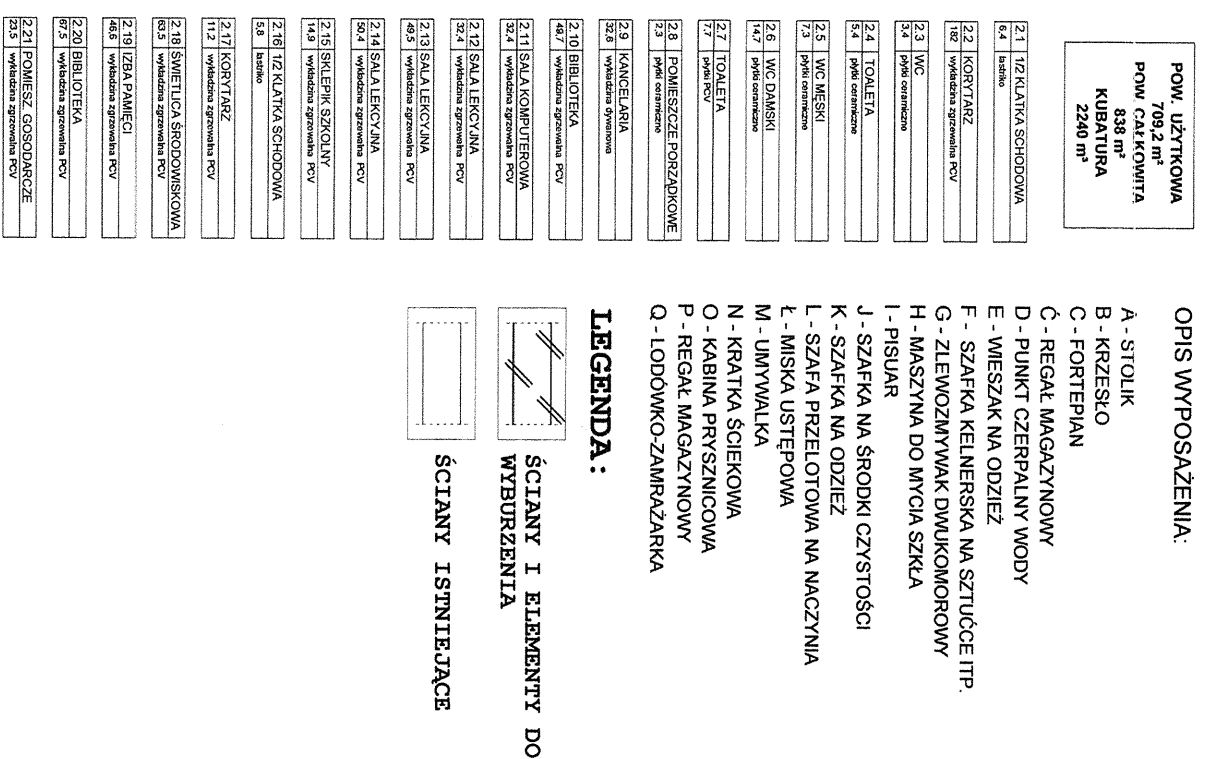 POW. UŻYTKOWA
709,2 m²
POW. CAŁKOWITA
838 m²
KUBATURA
2240 m³
2.1 1/2 KLATKA SCHODOWA
6,4 lastriko
2.2 KORYTARZ
182 wykładzina zgrzewalna PCV
2.3 WC
3,4 płytki ceramiczne
2.4 TOALETA
5,4 płytki ceramiczne
2.5 WC MĘSKI
7,3 płytki ceramiczne
2.6 WC DAMSKI
14,7 płytki ceramiczne
2.7 TOALETA
7,7 płytki PCV
2.8 POMIESZCZE.PORZĄDKOWE
2,3 płytki ceramiczne
2.9 KANCELARIA
32,6 wykładzina dywanowa
2.10 BIBLIOTEKA
49,7 wykładzina zgrzewalna PCV
2.11 SALA KOMPUTEROWA
32,4 wykładzina zgrzewalna PCV
2.12 SALA LEKCYJNA
32,4 wykładzina zgrzewalna PCV
2.13 SALA LEKCYJNA
49,5 wykładzina zgrzewalna PCV
2.14 SALA LEKCYJNA
50,4 wykładzina zgrzewalna PCV
2.15 SKLEPIK SZKOLNY
14,9 wykładzina zgrzewalna PCV
2.16 1/2 KLATKA SCHODOWA
5,8 lastriko
2.17 KORYTARZ
11,2 wykładzina zgrzewalna PCV
2.18 ŚWIETLICA ŚRODOWISKOWA
63,5 wykładzina zgrzewalna PCV
2.19 IZBA PAMIĘCI
46,6 wykładzina zgrzewalna PCV
2.20 BIBLIOTEKA
67,5 wykładzina zgrzewalna PCV
2.21 POMIESZ. GOSODARCZE
23,5 wykładzina zgrzewalna PCV
OPIS WYPOSAŻENIA:
A - STOLIK
B - KRZESŁO
C - FORTEPIAN
Ć - REGAŁ MAGAZYNOWY
D - PUNKT CZERPALNY WODY
E - WIESZAK NA ODZIEŻ
F - SZAFKA KELNERSKA NA SZTUĆCE ITP.
G - ZLEWOZMYWAK DWUKOMOROWY
H - MASZYNA DO MYCIA SZKŁA
I - PISUAR
J - SZAFKA NA ŚRODKI CZYSTOŚCI
K - SZAFKA NA ODZIEŻ
L - SZAFA PRZELOTOWA NA NACZYNIA
Ł - MISKA USTĘPOWA
M - UMYWALKA
N - KRATKA ŚCIEKOWA
O - KABINA PRYSZNICOWA
P - REGAŁ MAGAZYNOWY
Q - LODÓWKO-ZAMRAŻARKA
LEGENDA:
ŚCIANY I ELEMENTY DO
WYBURZENIA
ŚCIANY ISTNIEJĄCE